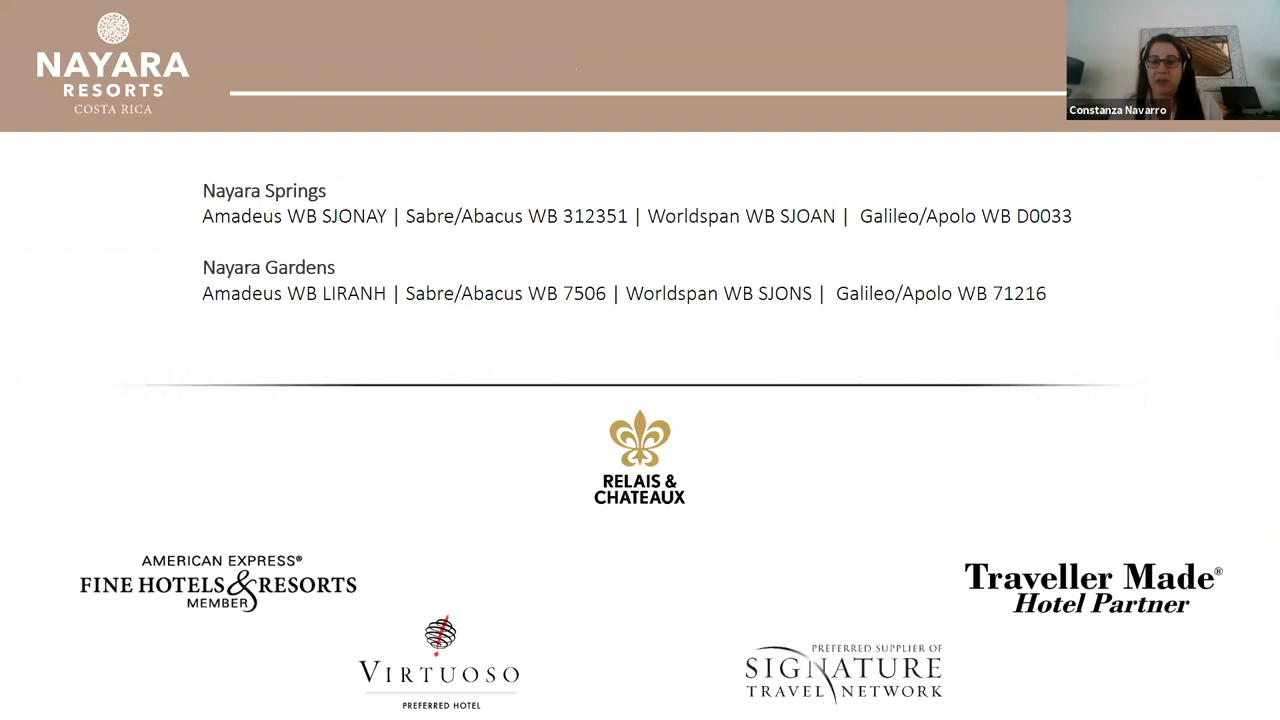 NAYARA
RESORTS
COSTA RICA
Constanza Navarro
Nayara Springs
Amadeus WB SJONAY | Sabre/Abacus WB 312351 | Worldspan WB SJOAN | Galileo/Apolo WB D0033
Nayara Gardens
Amadeus WB LIRANH | Sabre/Abacus WB 7506 | Worldspan WB SJONS | Galileo/Apolo WB 71216
RELAIS &
CHATEAUX
AMERICAN EXPRESS®
FINE HOTELS & RESORTS
MEMBER
Traveller Made®
Hotel Partner
VIRTUOSO
PREFERRED HOTEL
PREFERRED SUPPLIER OF
SIGNATURE
TRAVEL NETWORK